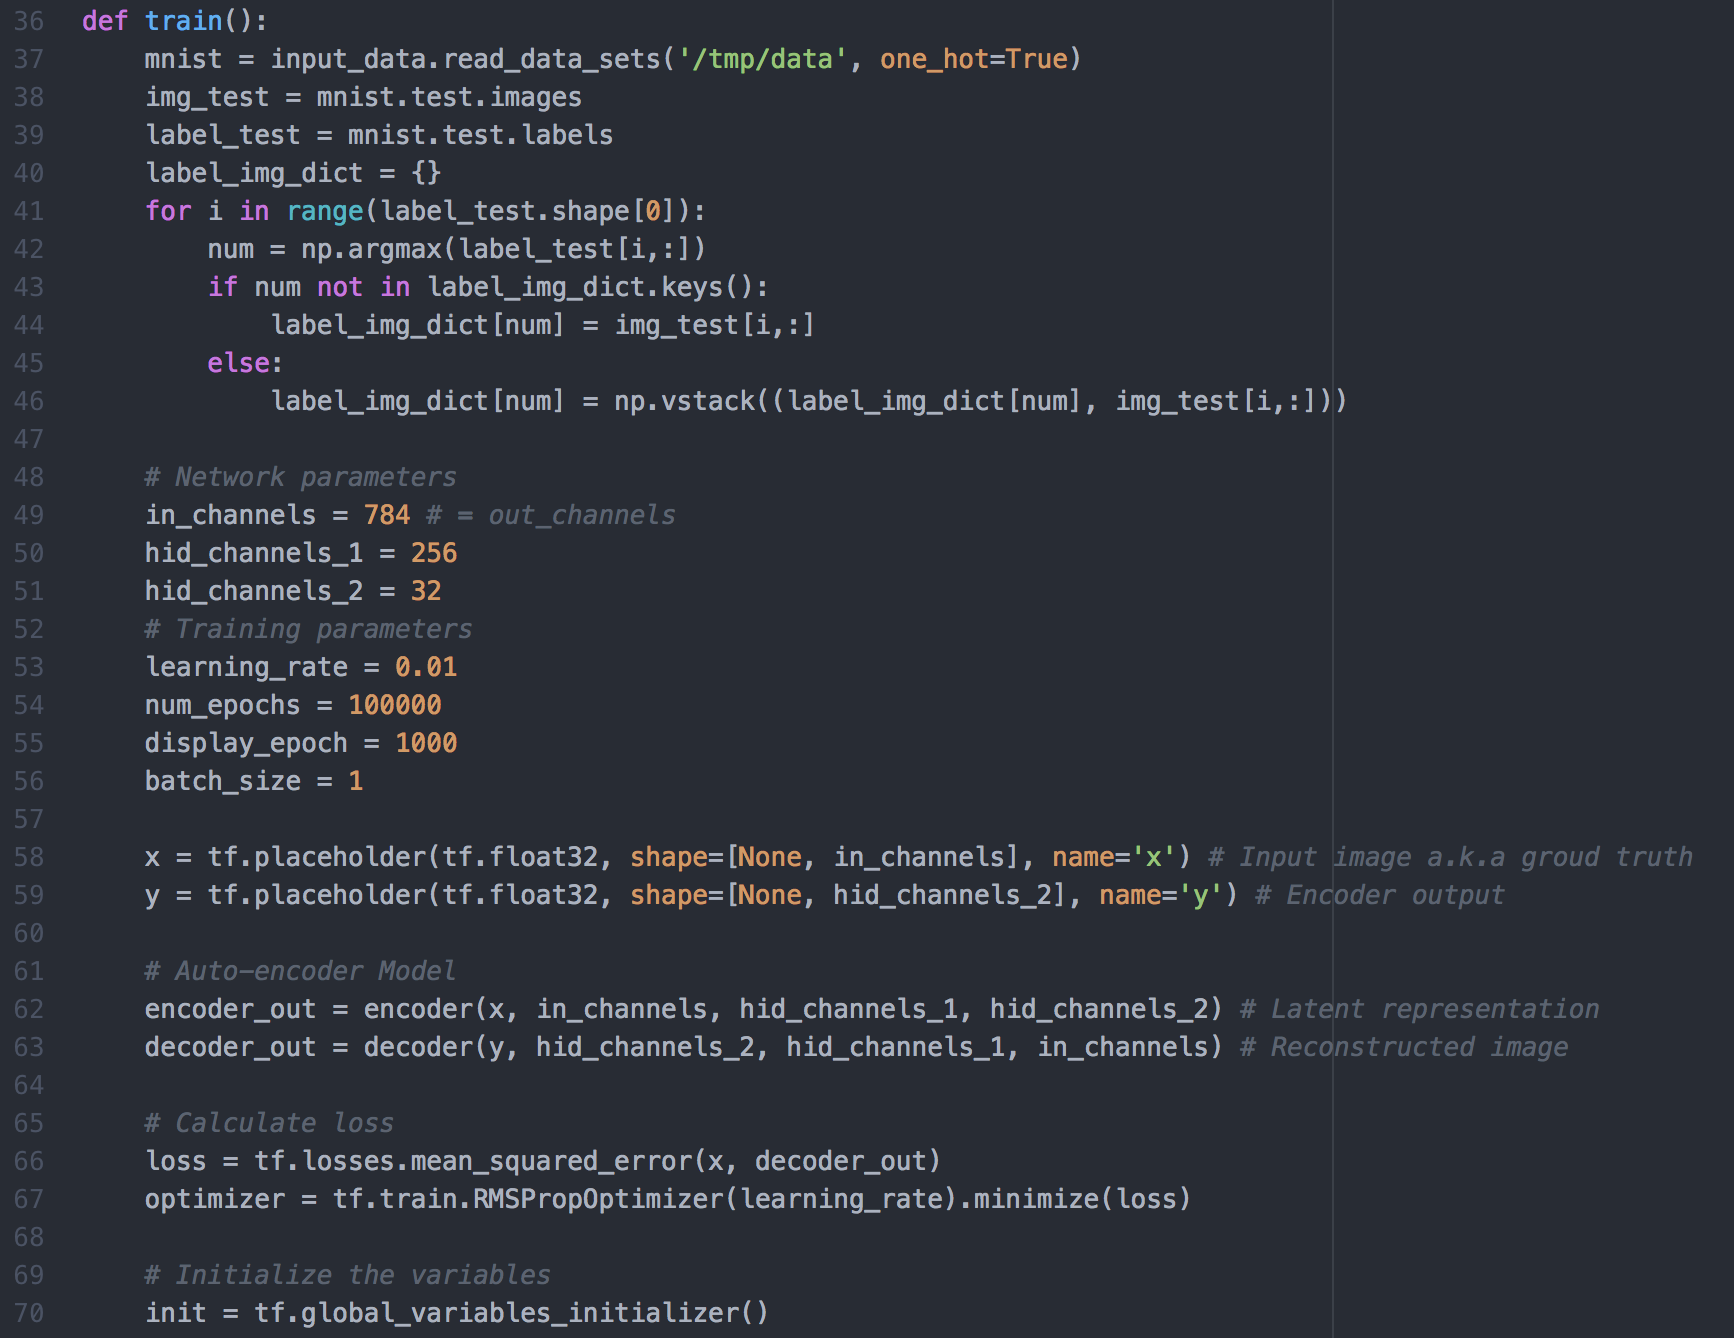 36 def train():
37     mnist = input_data.read_data_sets('/tmp/data', one_hot=True)
38     img_test = mnist.test.images
39     label_test = mnist.test.labels
40     label_img_dict = {}
41     for i in range(label_test.shape[0]):
42         num = np.argmax(label_test[i,:])
43         if num not in label_img_dict.keys():
44             label_img_dict[num] = img_test[i,:]
45         else:
46             label_img_dict[num] = np.vstack((label_img_dict[num], img_test[i,:]))
47
48     # Network parameters
49     in_channels = 784 # = out_channels
50     hid_channels_1 = 256
51     hid_channels_2 = 32
52     # Training parameters
53     learning_rate = 0.01
54     num_epochs = 100000
55     display_epoch = 1000
56     batch_size = 1
57
58     x = tf.placeholder(tf.float32, shape=[None, in_channels], name='x') # Input image a.k.a groud truth
59     y = tf.placeholder(tf.float32, shape=[None, hid_channels_2], name='y') # Encoder output
60
61     # Auto-encoder Model
62     encoder_out = encoder(x, in_channels, hid_channels_1, hid_channels_2) # Latent representation
63     decoder_out = decoder(y, hid_channels_2, hid_channels_1, in_channels) # Reconstructed image
64
65     # Calculate loss
66     loss = tf.losses.mean_squared_error(x, decoder_out)
67     optimizer = tf.train.RMSPropOptimizer(learning_rate).minimize(loss)
68
69     # Initialize the variables
70     init = tf.global_variables_initializer()